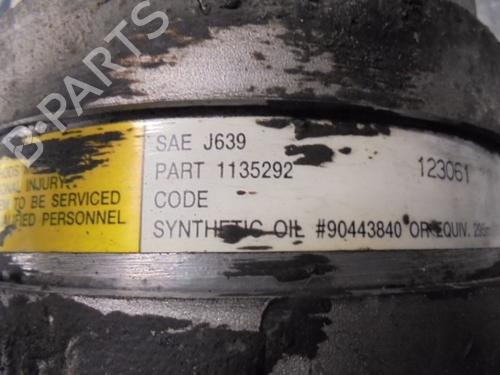 B-PARTS
SAE J639
PART 1135292 123061
CODE
SYNTHETIC OIL #90443840 OR EQUIV.
INJURY
TO BE SERVICED
PERSONNEL